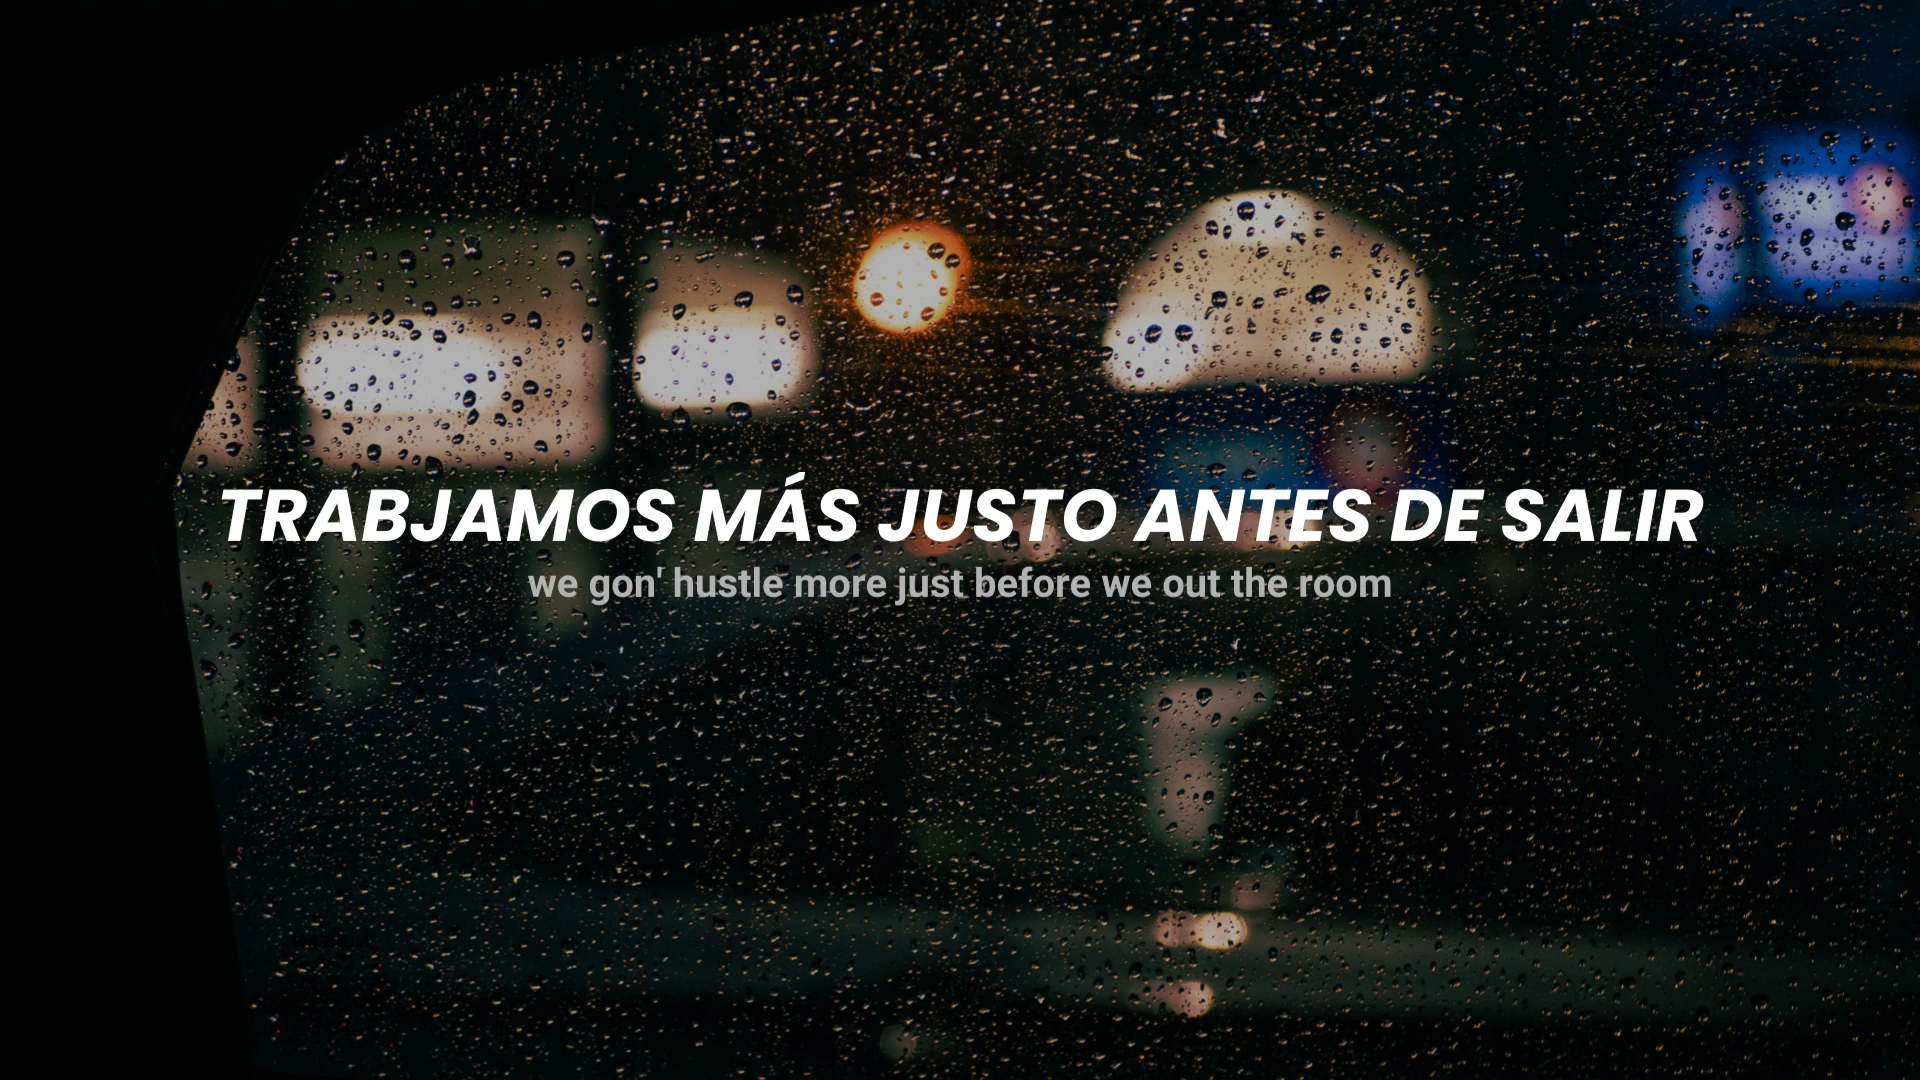 TRABJAMOS MÁS JUSTO ANTES DE SALIR
we gon' hustle more just before we out the room